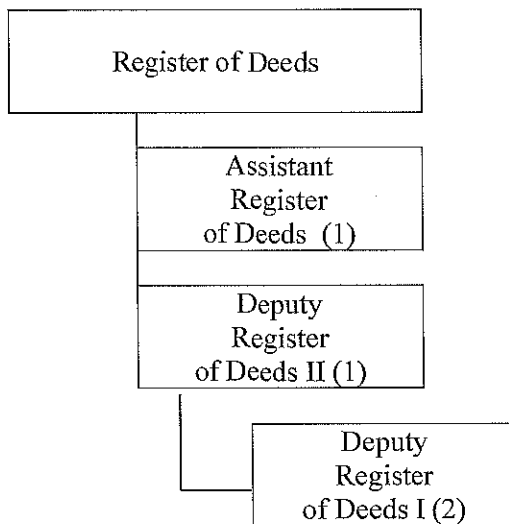 Register of Deeds
Assistant
Register
of Deeds (1)
Deputy
Register
of Deeds II (1)
Deputy
Register
of Deeds I (2)